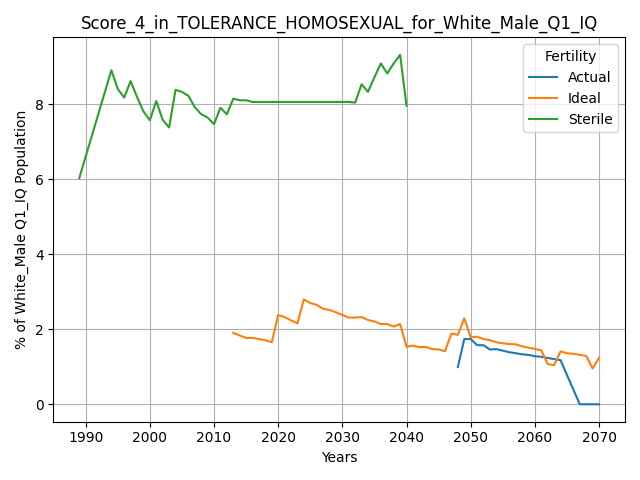 Score_4_in_TOLERANCE_HOMOSEXUAL_for_White_Male_Q1_IQ
% of White_Male Q1_IQ Population
8
6
4
2
0
Fertility
Actual
Ideal
Sterile
1990 2000 2010 2020 2030 2040 2050 2060 2070
Years